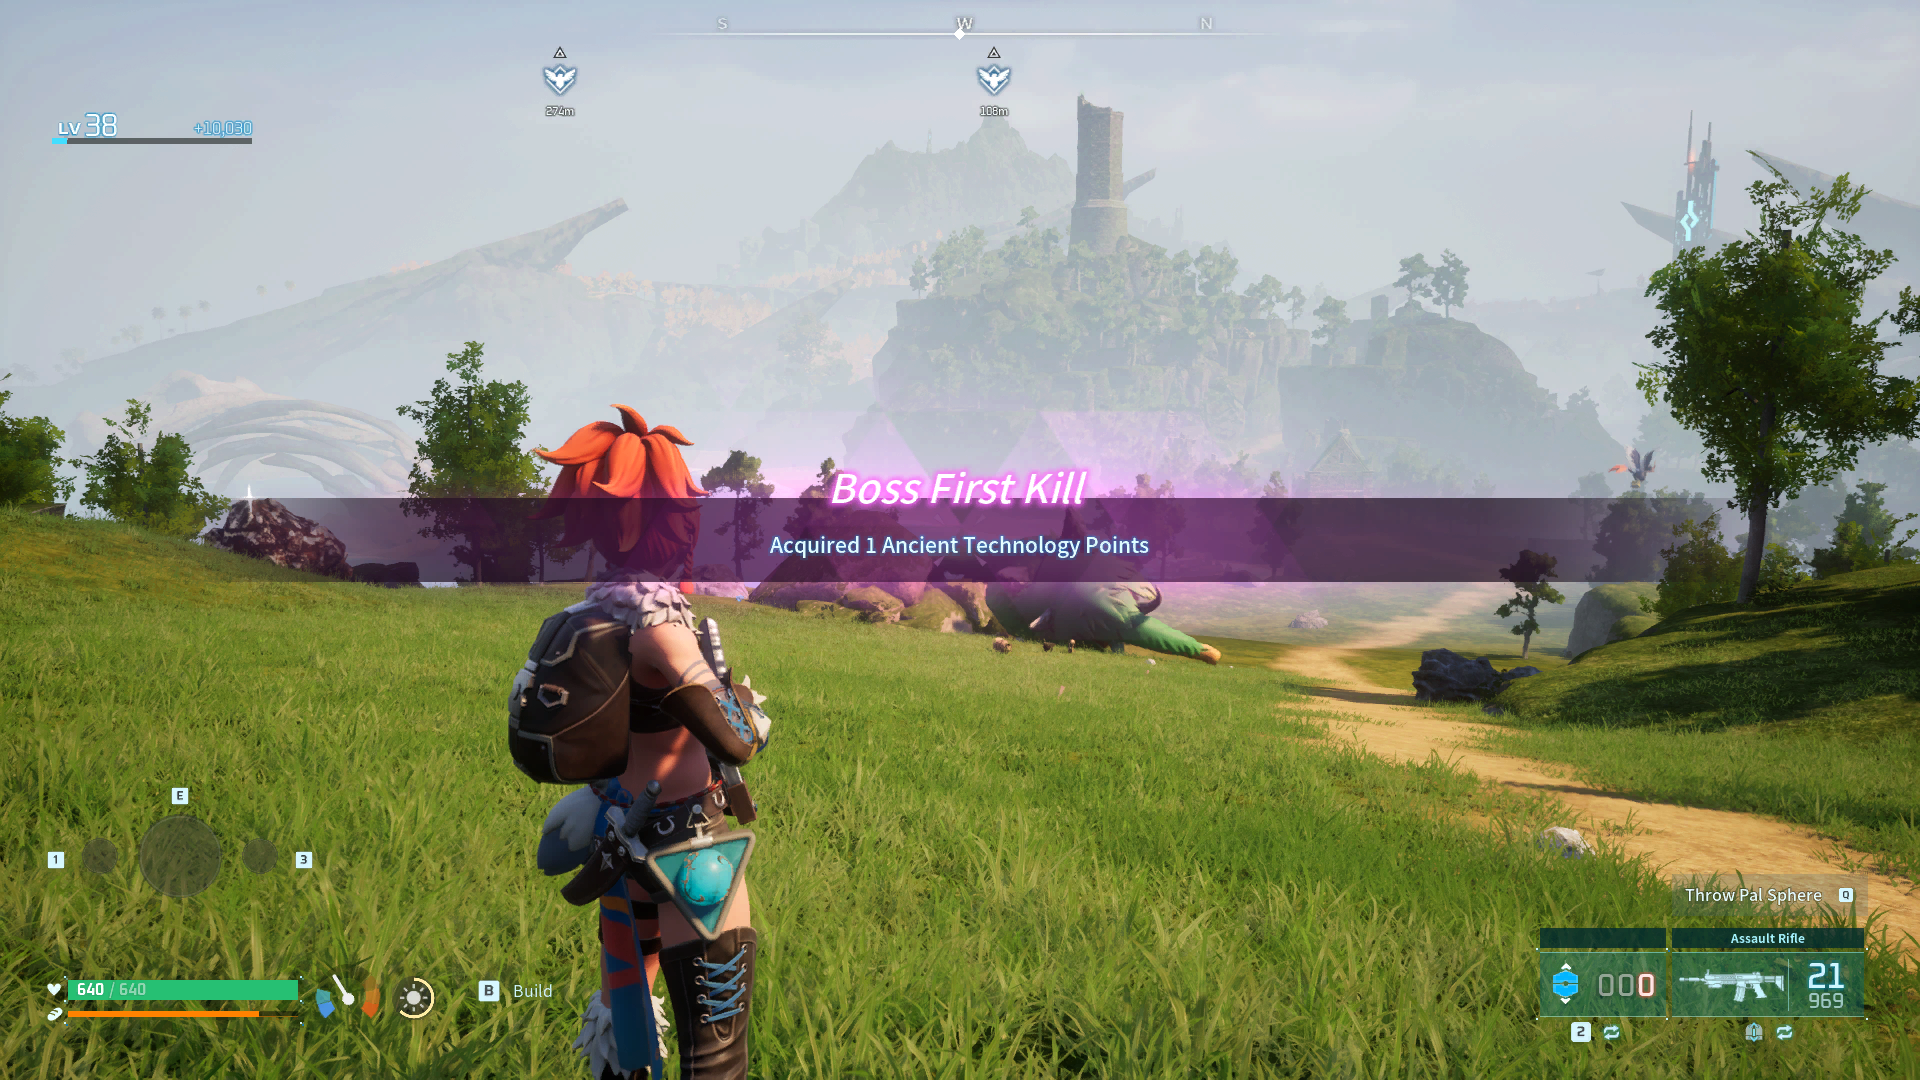 S W N
274m 108m
LV 38 +10,030
Boss First Kill
Acquired 1 Ancient Technology Points
E
1 3
Throw Pal Sphere Q
Assault Rifle
640 / 640
B Build
000
21
969
2